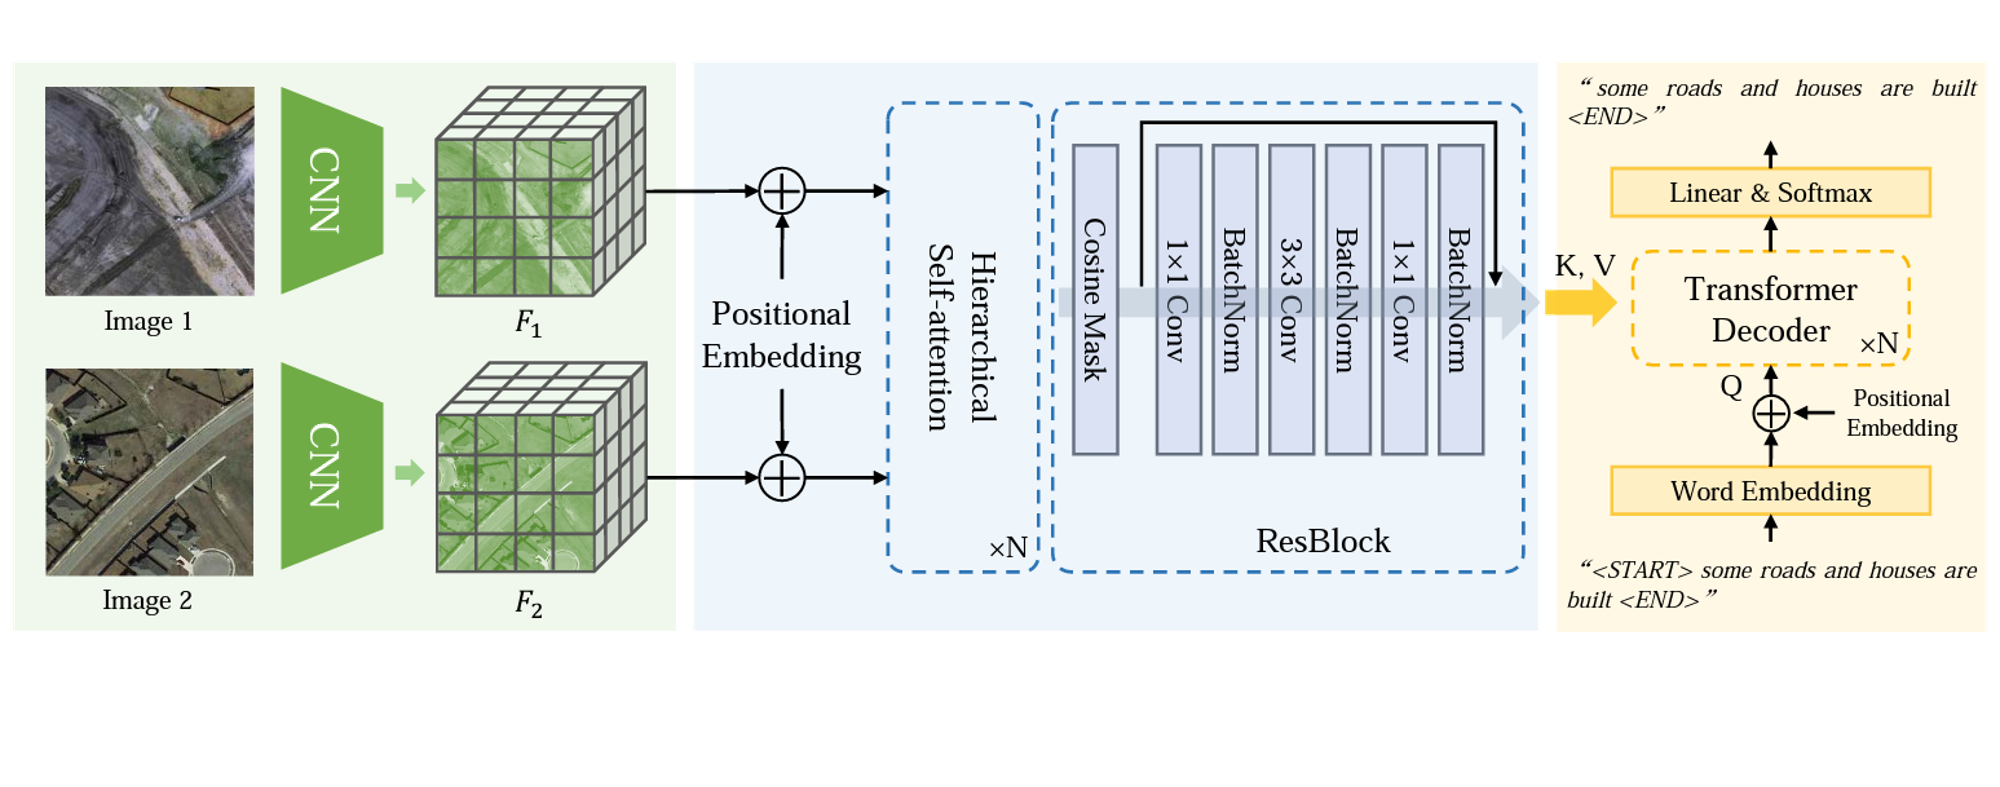 CNN
Image 1
F1
CNN
Image 2
F2
Positional
Embedding
Hierarchical
Self-attention
×N
Cosine Mask
1×1 Conv
BatchNorm
3×3 Conv
BatchNorm
1×1 Conv
BatchNorm
ResBlock
K, V
“ some roads and houses are built
<END> ”
Linear & Softmax
Transformer
Decoder
×N
Q
Positional
Embedding
Word Embedding
“<START> some roads and houses are
built <END> ”